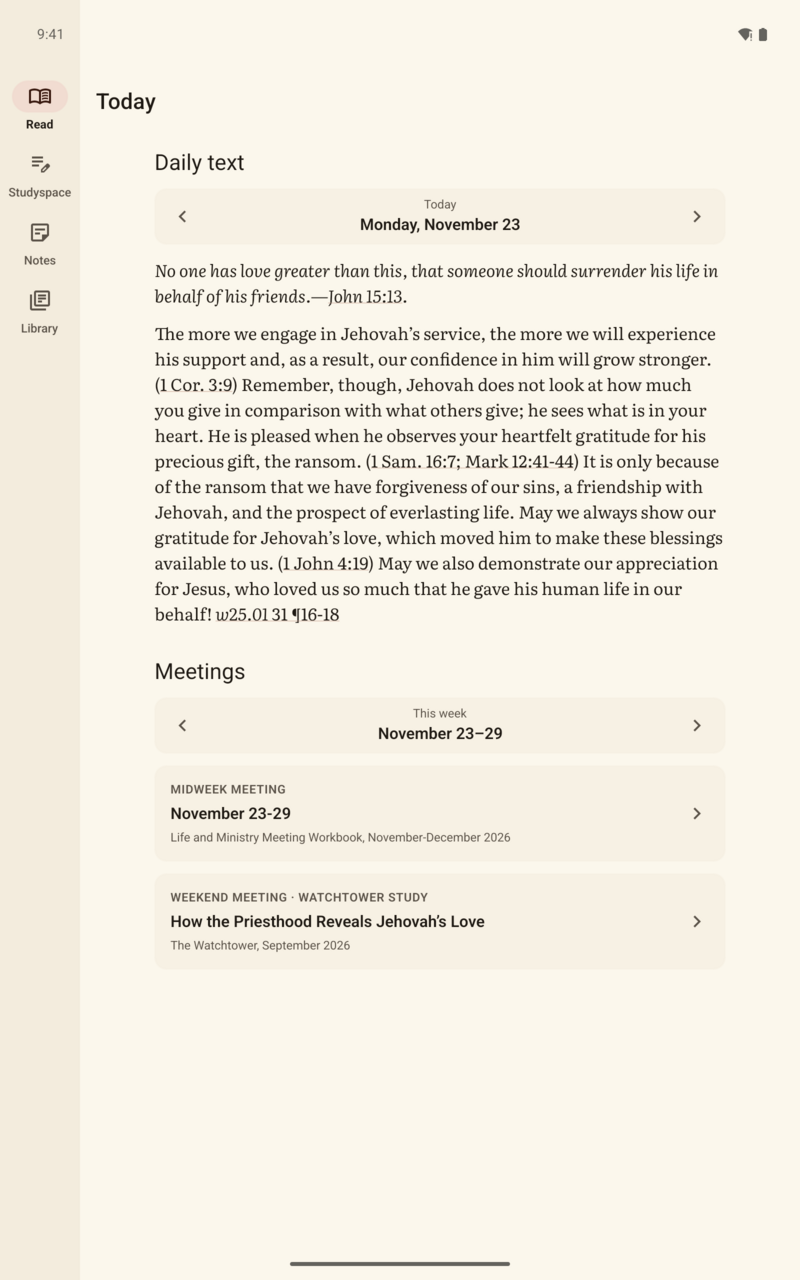 9:41
Read
Studyspace
Notes
Library
Today
Daily text
Today
Monday, November 23
No one has love greater than this, that someone should surrender his life in
behalf of his friends.—John 15:13.
The more we engage in Jehovah’s service, the more we will experience
his support and, as a result, our confidence in him will grow stronger.
(1 Cor. 3:9) Remember, though, Jehovah does not look at how much
you give in comparison with what others give; he sees what is in your
heart. He is pleased when he observes your heartfelt gratitude for his
precious gift, the ransom. (1 Sam. 16:7; Mark 12:41-44) It is only because
of the ransom that we have forgiveness of our sins, a friendship with
Jehovah, and the prospect of everlasting life. May we always show our
gratitude for Jehovah’s love, which moved him to make these blessings
available to us. (1 John 4:19) May we also demonstrate our appreciation
for Jesus, who loved us so much that he gave his human life in our
behalf! w25.01 31 ¶16-18
Meetings
This week
November 23–29
MIDWEEK MEETING
November 23-29
Life and Ministry Meeting Workbook, November-December 2026
WEEKEND MEETING · WATCHTOWER STUDY
How the Priesthood Reveals Jehovah’s Love
The Watchtower, September 2026